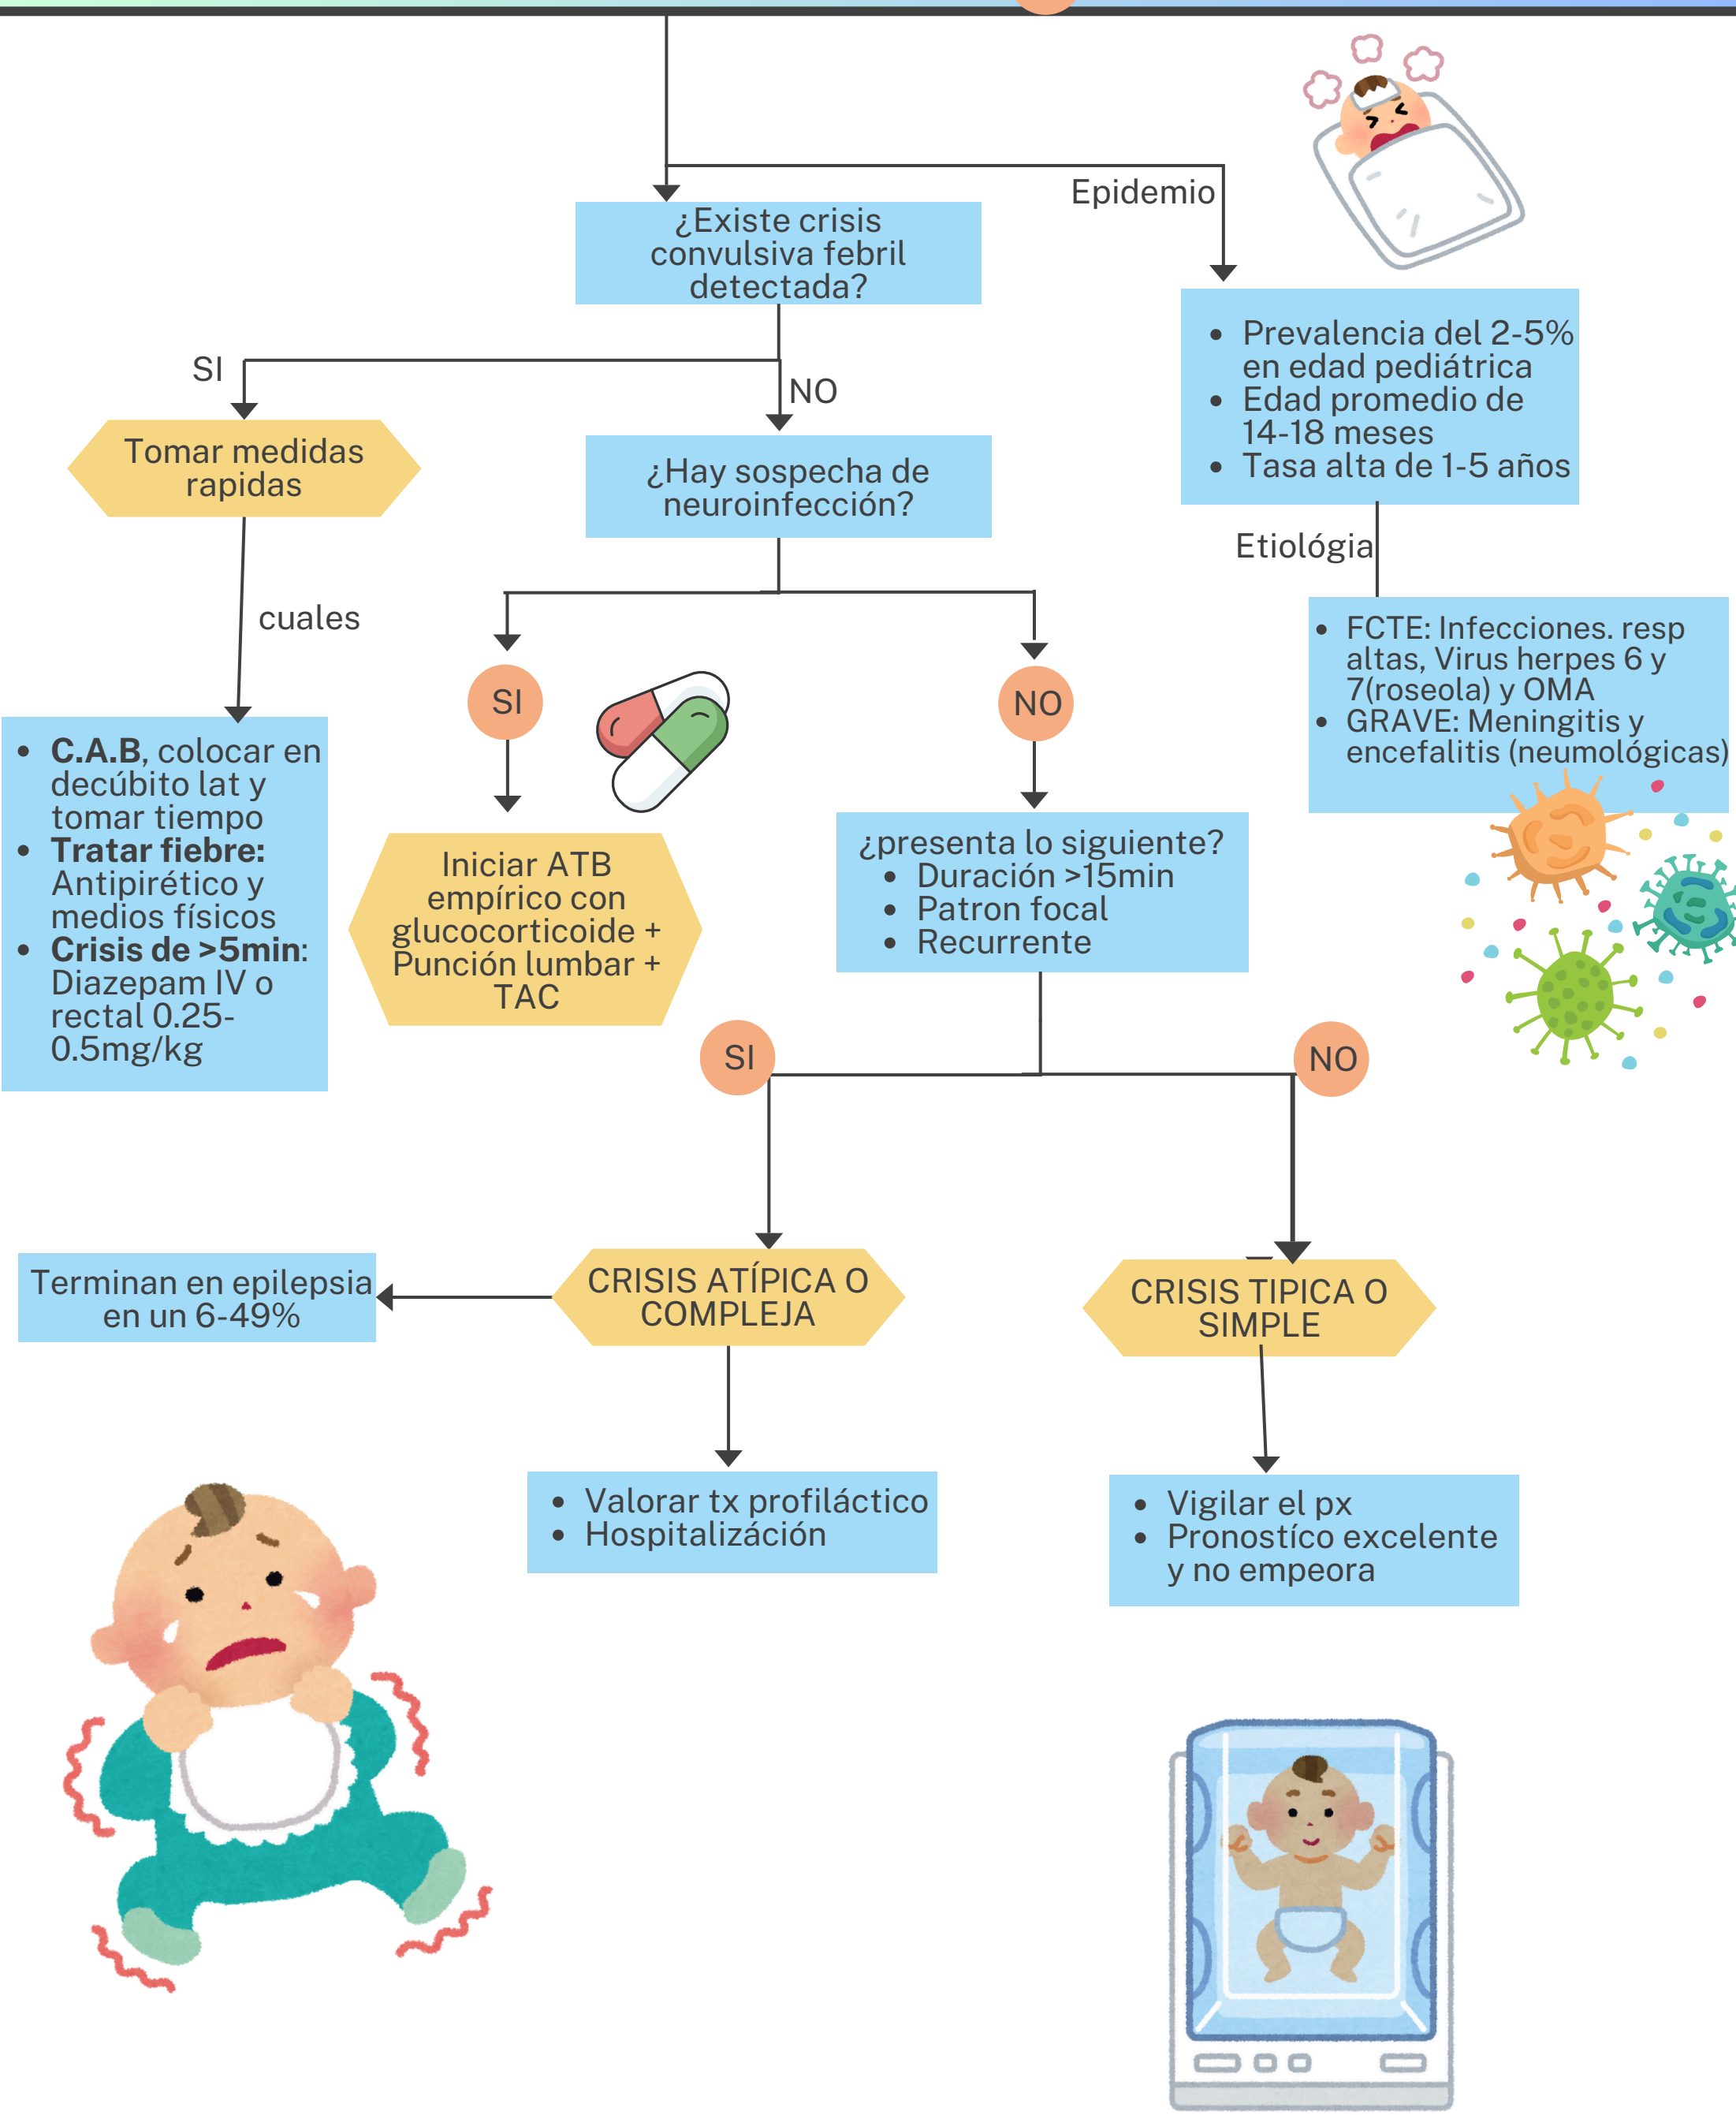 Epidemio
¿Existe crisis
convulsiva febril
detectada?
• Prevalencia del 2-5%
en edad pediátrica
• Edad promedio de
14-18 meses
• Tasa alta de 1-5 años
SI
NO
Tomar medidas
rapidas
¿Hay sospecha de
neuroinfección?
Etiológia
cuales
• FCTE: Infecciones. resp
altas, Virus herpes 6 y
7(roseola) y OMA
• GRAVE: Meningitis y
encefalitis (neumológicas)
SI
NO
• C.A.B, colocar en
decúbito lat y
tomar tiempo
• Tratar fiebre:
Antipirético y
medios físicos
• Crisis de >5min:
Diazepam IV o
rectal 0.25-
0.5mg/kg
Iniciar ATB
empírico con
glucocorticoide +
Punción lumbar +
TAC
¿presenta lo siguiente?
• Duración >15min
• Patron focal
• Recurrente
SI
NO
Terminan en epilepsia
en un 6-49%
CRISIS ATÍPICA O
COMPLEJA
CRISIS TIPICA O
SIMPLE
• Valorar tx profiláctico
• Hospitalizáción
• Vigilar el px
• Pronostíco excelente
y no empeora